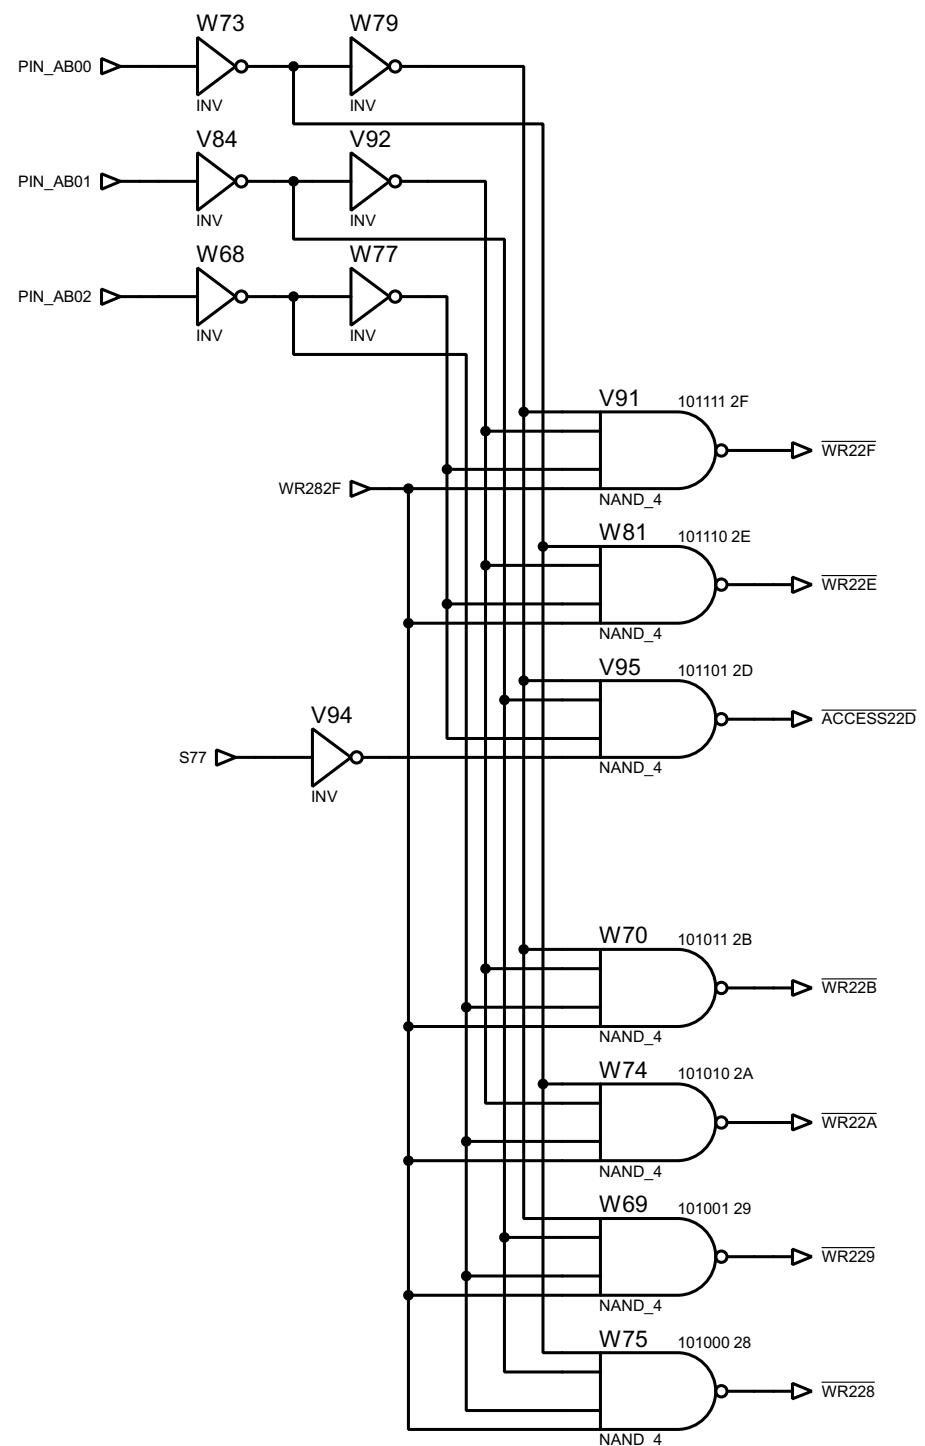 W73 W79
PIN_AB00
INV INV
V84 V92
PIN_AB01
INV INV
W68 W77
PIN_AB02
INV INV
V91 101111 2F
WR22F
WR282F
NAND_4
W81 101110 2E
WR22E
NAND_4
V95 101101 2D
V94
ACCESS22D
S77
NAND_4
INV
W70 101011 2B
WR22B
NAND_4
W74 101010 2A
WR22A
NAND_4
W69 101001 29
WR229
NAND_4
W75 101000 28
WR228
NAND_4